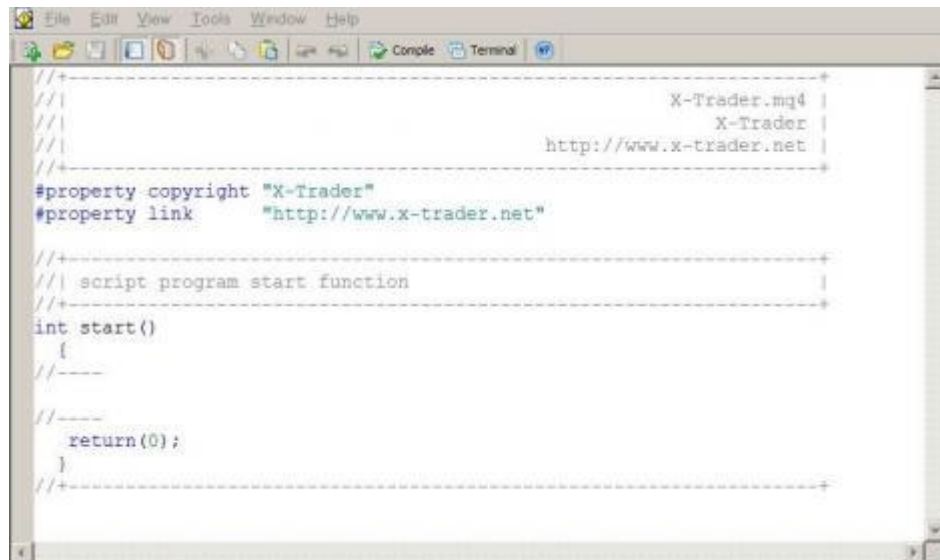 File Edit View Tools Window Help
Compile Terminal
//+------------------------------------------------------------------+
//| X-Trader.mq4 |
//| X-Trader |
//| http://www.x-trader.net |
//+------------------------------------------------------------------+
#property copyright "X-Trader"
#property link "http://www.x-trader.net"
//+------------------------------------------------------------------+
//| script program start function |
//+------------------------------------------------------------------+
int start()
{
//----
//----
return(0);
}
//+------------------------------------------------------------------+